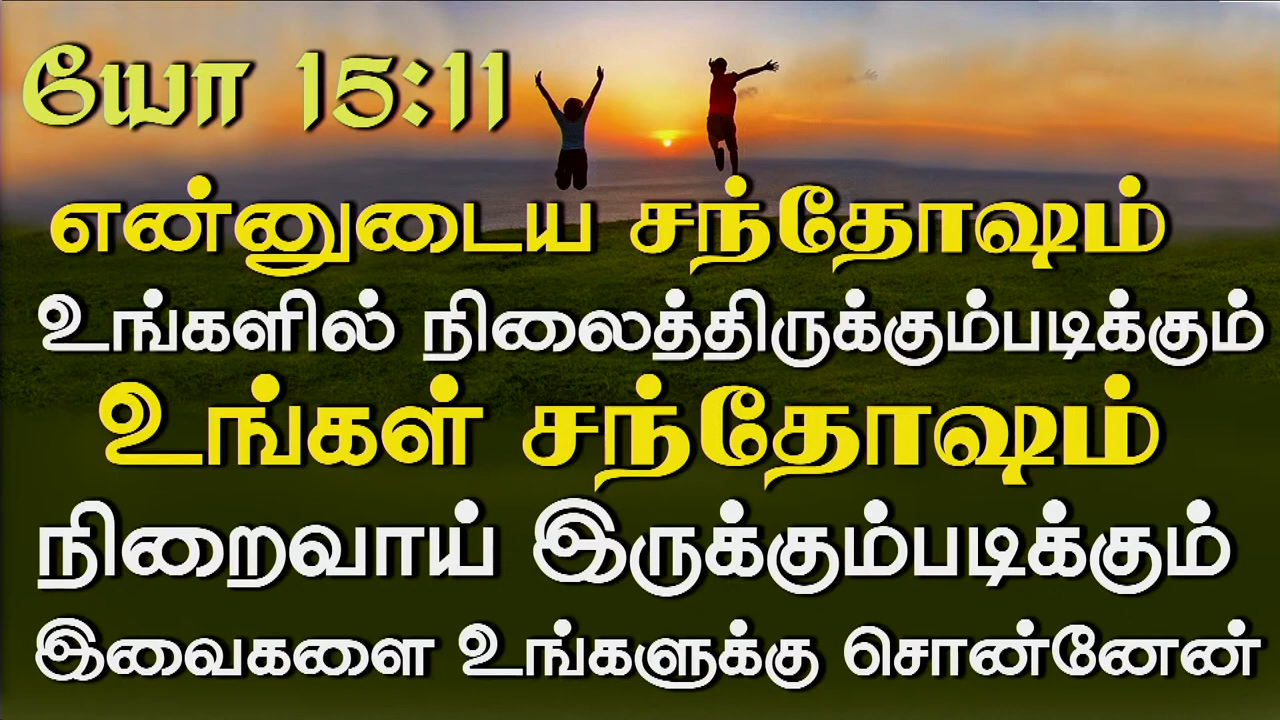 யோ 15:11
என்னுடைய சந்தோஷம்
உங்களில் நிலைத்திருக்கும்படிக்கும்
உங்கள் சந்தோஷம்
நிறைவாய் இருக்கும்படிக்கும்
இவைகளை உங்களுக்கு சொன்னேன்